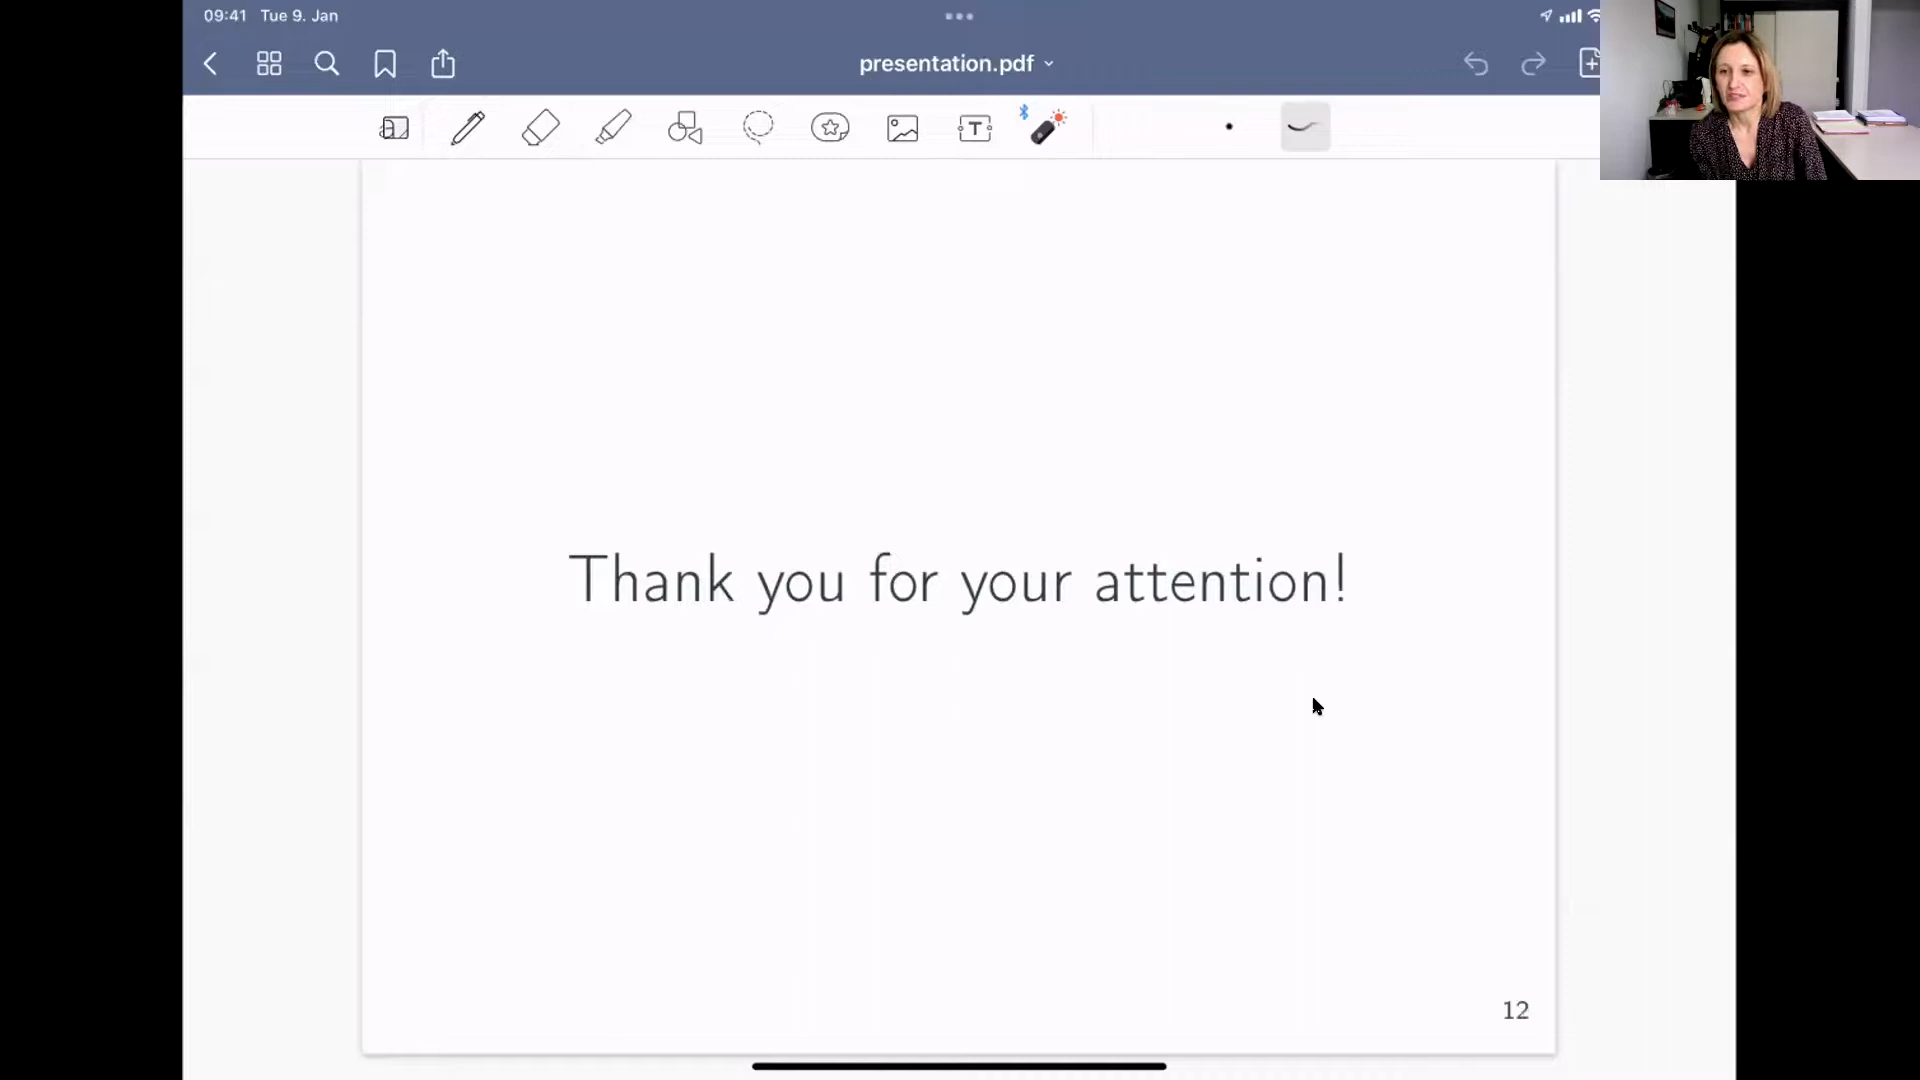 09:41 Tue 9. Jan
presentation.pdf
T
Thank you for your attention!
12